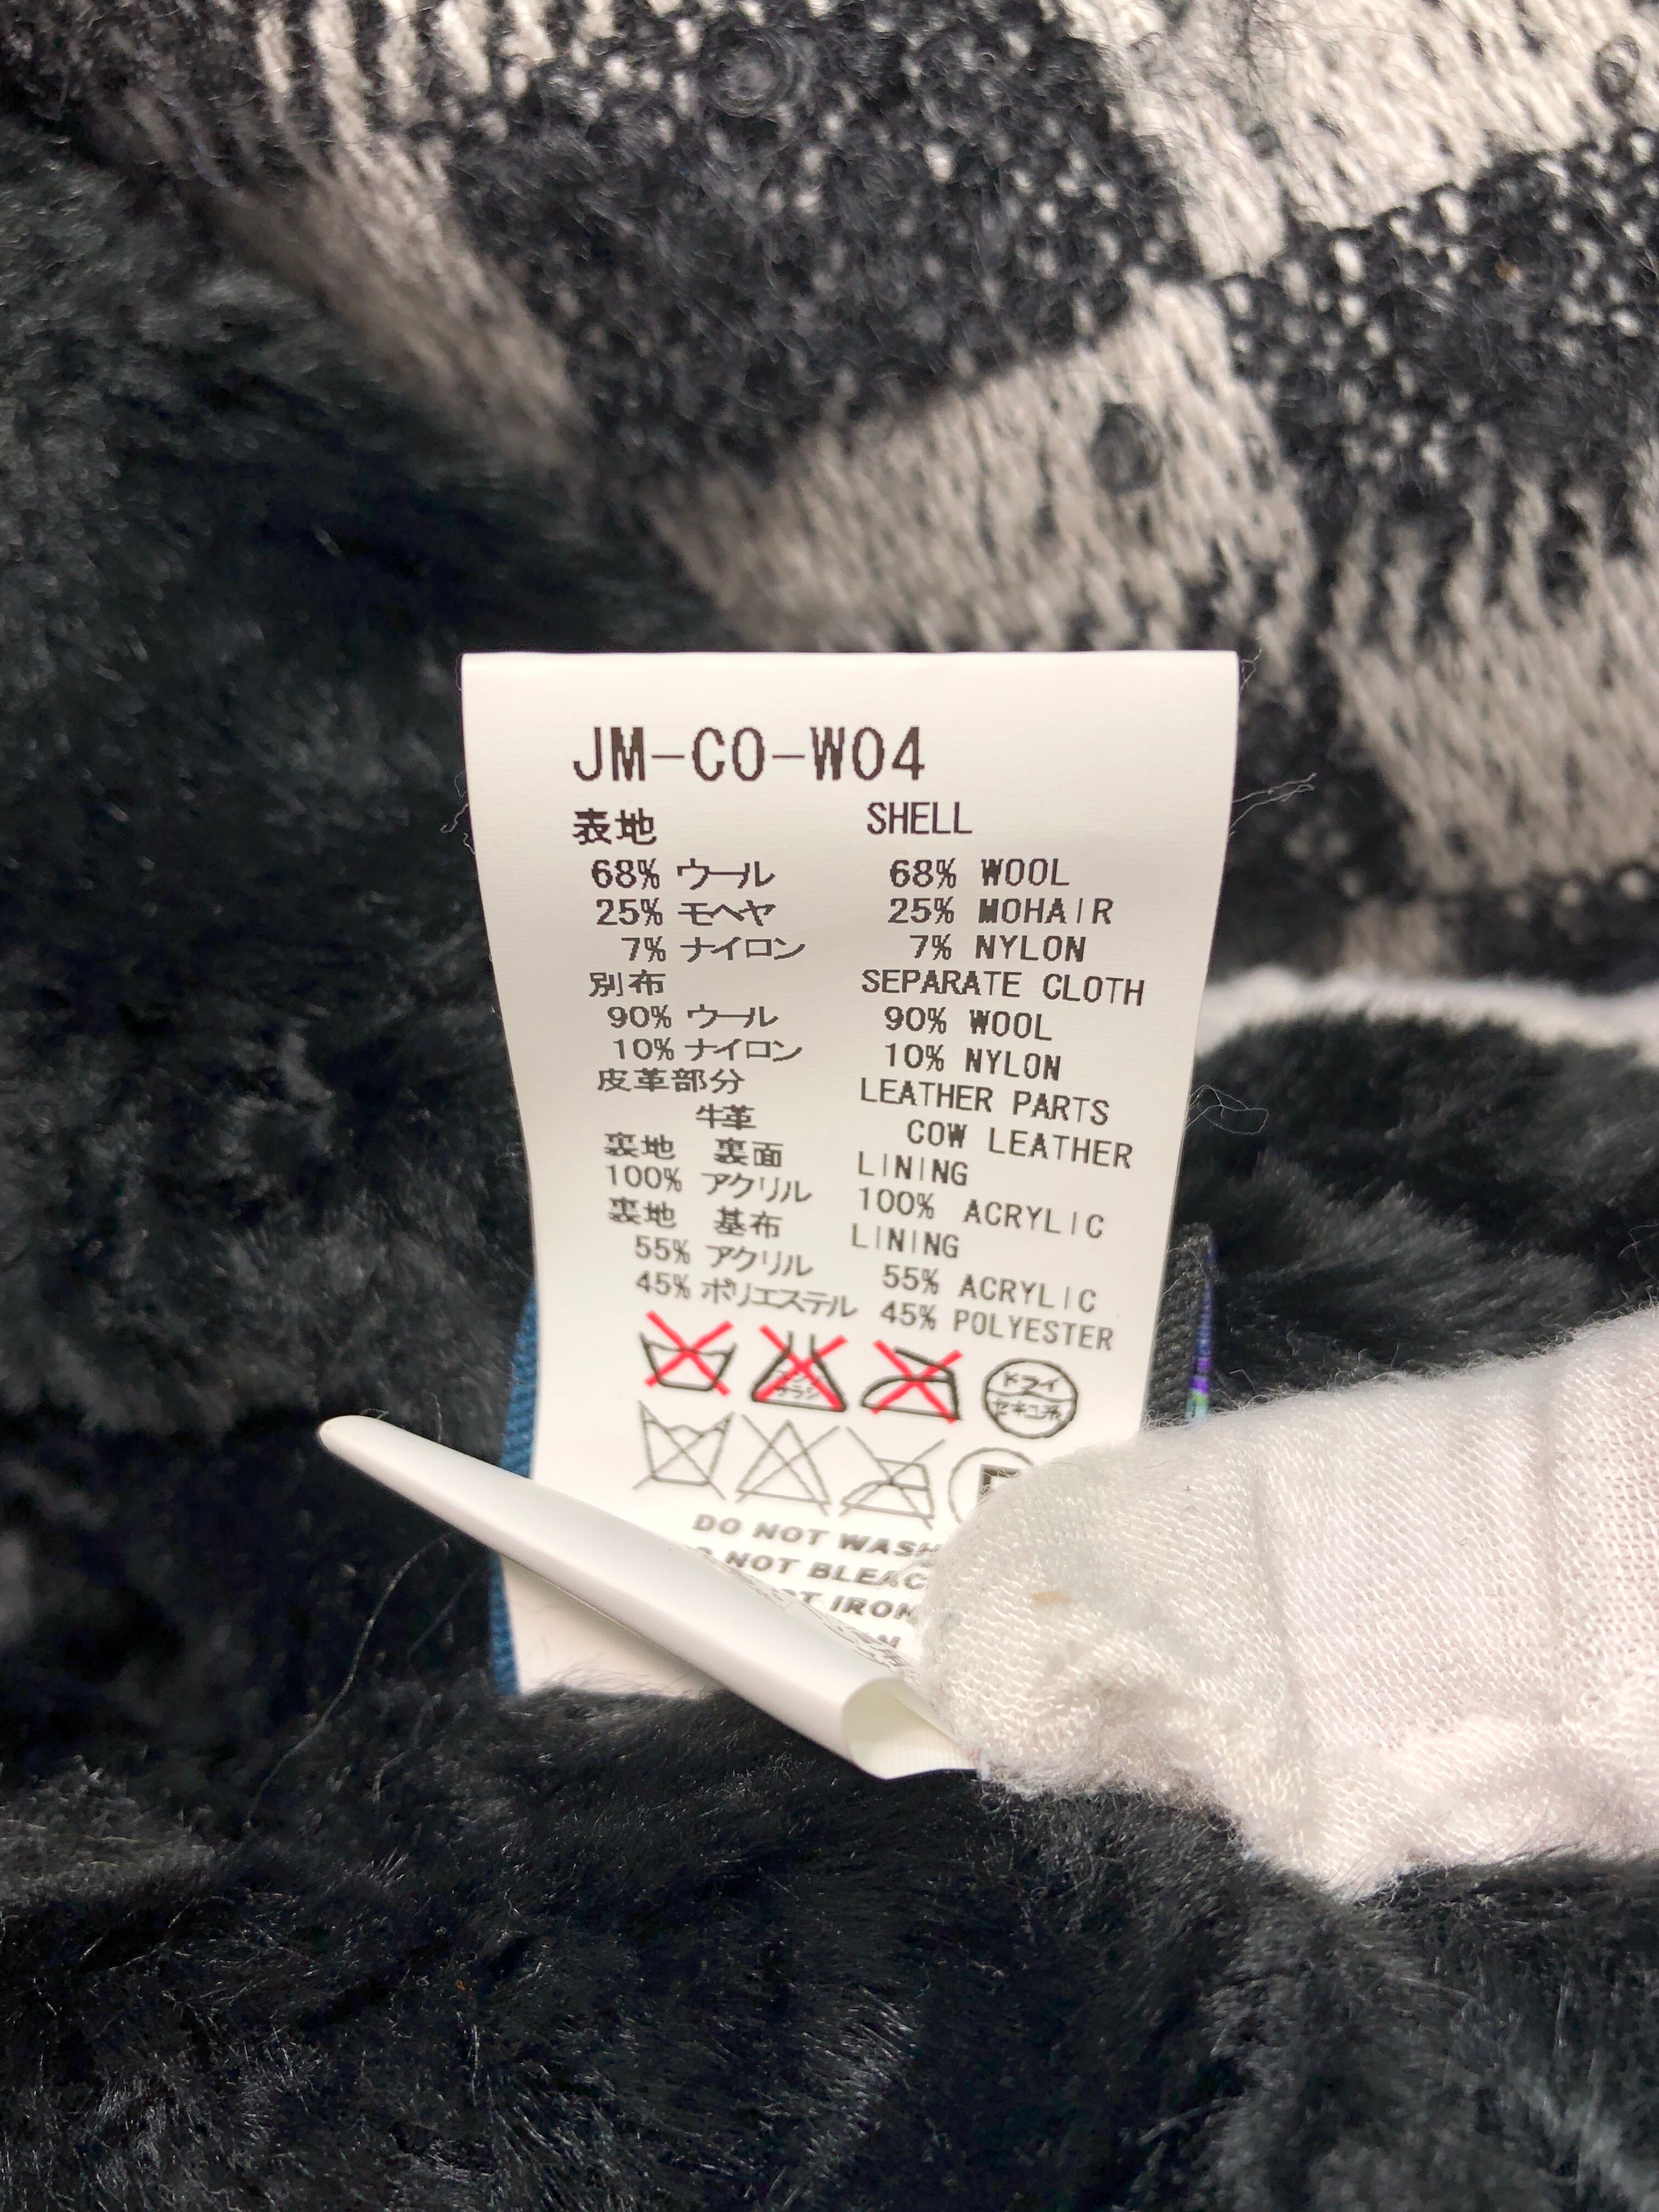 JM-CO-W04
表地 SHELL
68% ウール 68% WOOL
25% モヘヤ 25% MOHAIR
7% ナイロン 7% NYLON
別布 SEPARATE CLOTH
90% ウール 90% WOOL
10% ナイロン 10% NYLON
皮革部分 LEATHER PARTS
牛革 COW LEATHER
裏地 裏面 LINING
100% アクリル 100% ACRYLIC
裏地 基布 LINING
55% アクリル 55% ACRYLIC
45% ポリエステル 45% POLYESTER
ドライ
セキユ系
DO NOT WASH
NOT BLEAC
IRON